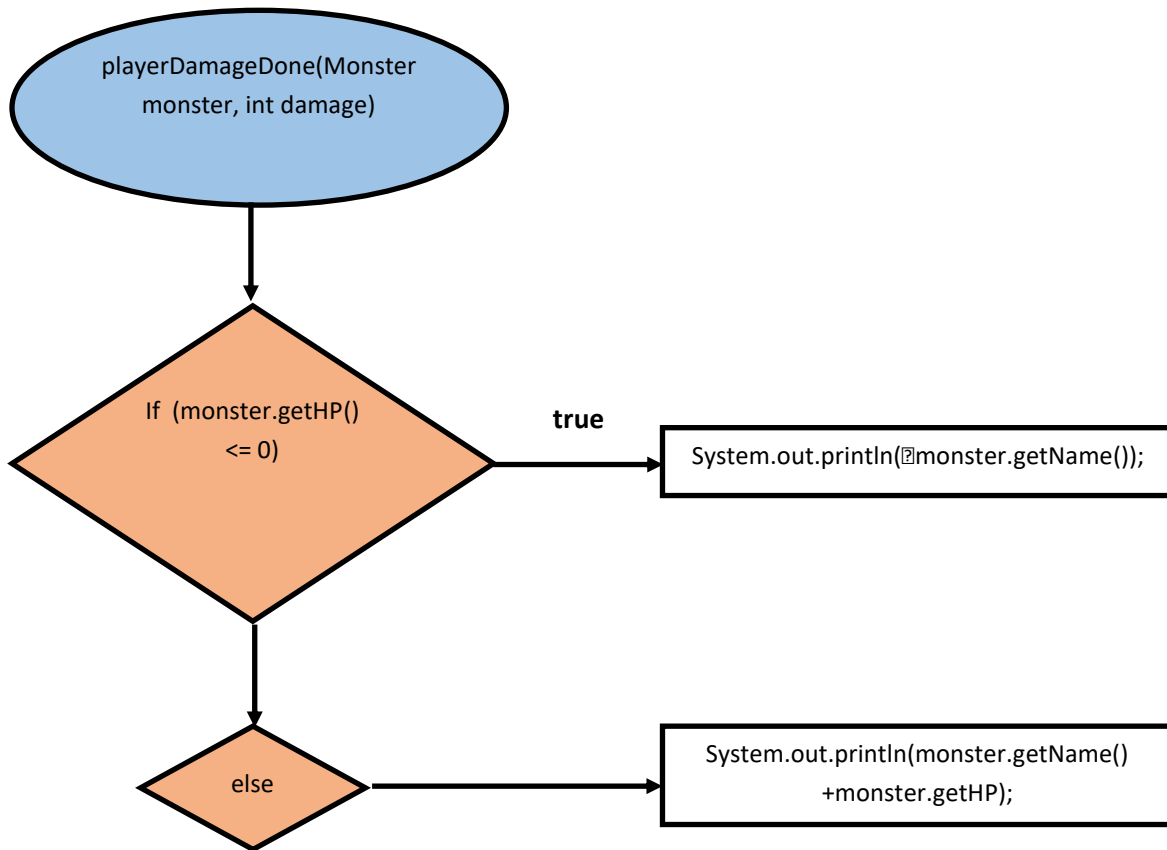 playerDamageDone(Monster
monster, int damage)
If (monster.getHP()
<= 0)
true
System.out.println(⍰monster.getName());
else
System.out.println(monster.getName()
+monster.getHP);